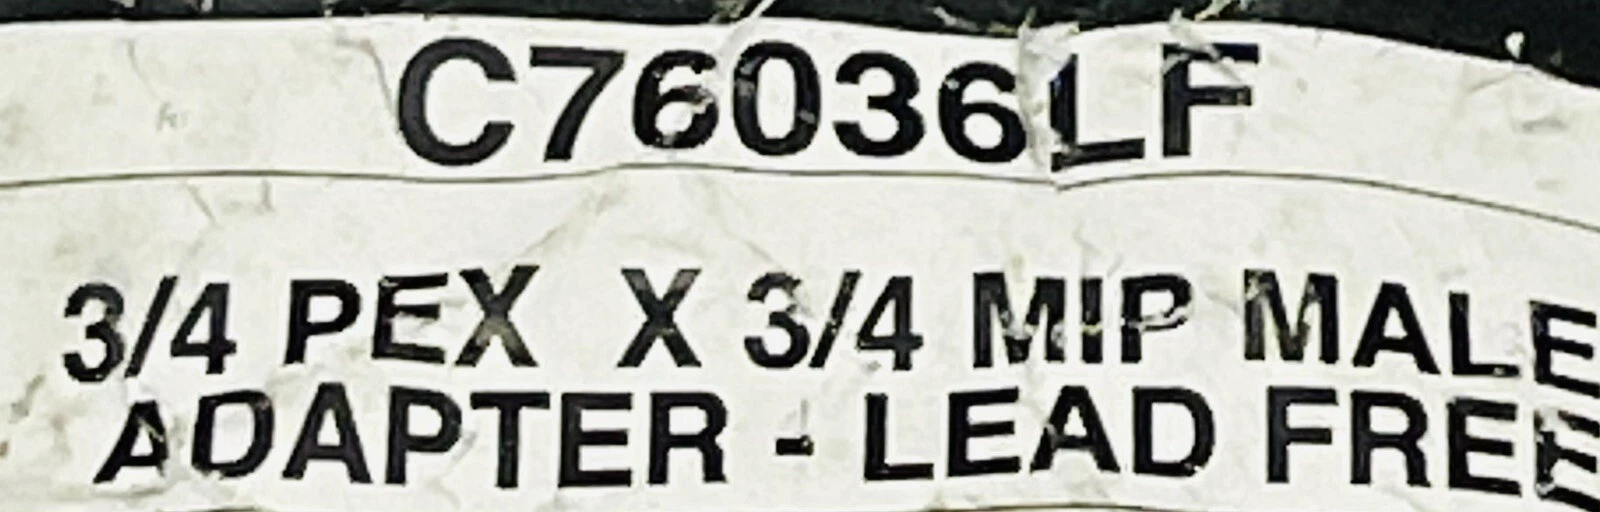 C76036LF
3/4 PEX X 3/4 MIP MALE
ADAPTER - LEAD FREE